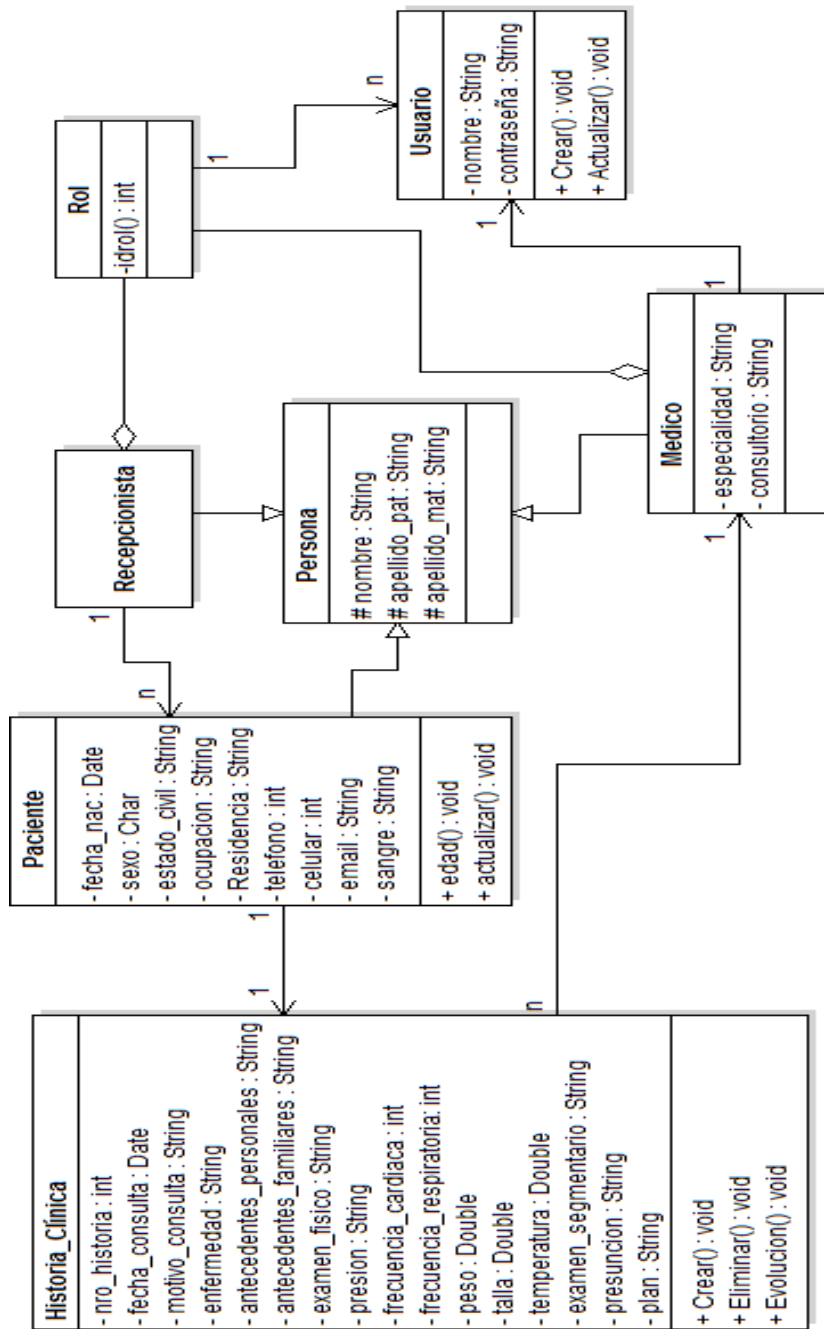 Historia_Clínica
- nro_historia : int
- fecha_consulta : Date
- motivo_consulta : String
- enfermedad : String
- antecedentes_personales : String
- antecedentes_familiares : String
- examen_fisico : String
- presion : String
- frecuencia_cardiaca : int
- frecuencia_respiratoria: int
- peso : Double
- talla : Double
- temperatura : Double
- examen_segmentario : String
- presuncion : String
- plan : String
+ Crear() : void
+ Eliminar() : void
+ Evolucion() : void
1
n
Paciente
- fecha_nac : Date
- sexo : Char
- estado_civil : String
- ocupacion : String
- Residencia : String
- telefono : int
- celular : int
- email : String
- sangre : String
+ edad() : void
+ actualizar() : void
1
n
Recepcionista
1
Persona
# nombre : String
# apellido_pat : String
# apellido_mat : String
Medico
- especialidad : String
- consultorio : String
1
1
Rol
-idrol() : int
1
Usuario
- nombre : String
- contraseña : String
+ Crear() : void
+ Actualizar() : void
n
1